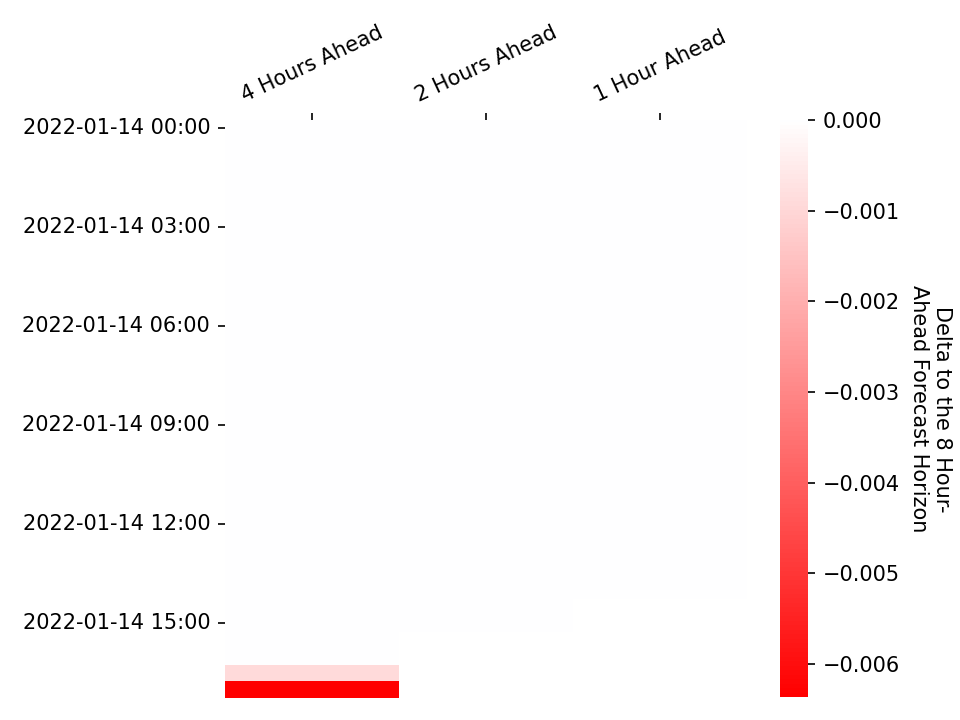 4 Hours Ahead
2 Hours Ahead
1 Hour Ahead
2022-01-14 00:00
2022-01-14 03:00
2022-01-14 06:00
2022-01-14 09:00
2022-01-14 12:00
2022-01-14 15:00
0.000
−0.001
−0.002
−0.003
−0.004
−0.005
−0.006
Delta to the 8 Hour-
Ahead Forecast Horizon